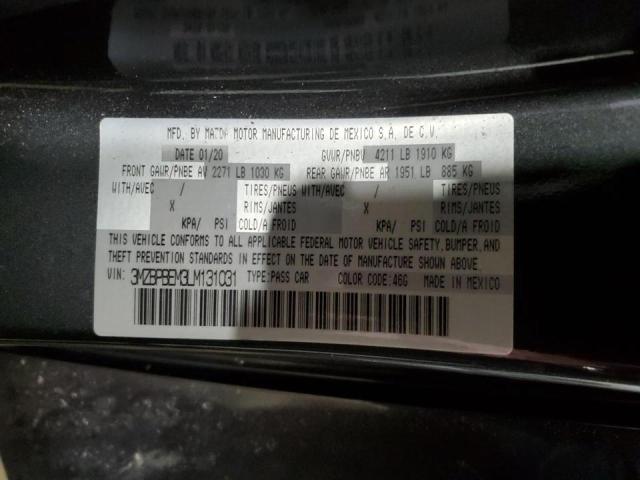 MFD. BY MAZDA MOTOR MANUFACTURING DE MEXICO S.A. DE C.V.
DATE 01/20 GVWR/PNBV 4211 LB 1910 KG
FRONT GAWR/PNBE AV 2271 LB 1030 KG REAR GAWR/PNBE AR 1951 LB 885 KG
WITH/AVEC / TIRES/PNEUS WITH/AVEC / TIRES/PNEUS
X RIMS/JANTES X RIMS/JANTES
KPA/ PSI COLD/A FROID KPA/ PSI COLD/A FROID
THIS VEHICLE CONFORMS TO ALL APPLICABLE FEDERAL MOTOR VEHICLE SAFETY, BUMPER, AND
THEFT PREVENTION STANDARDS IN EFFECT ON THE DATE OF MANUFACTURE SHOWN ABOVE.
VIN: 3MZBPBEM3LM131031 TYPE:PASS CAR COLOR CODE:46G MADE IN MEXICO